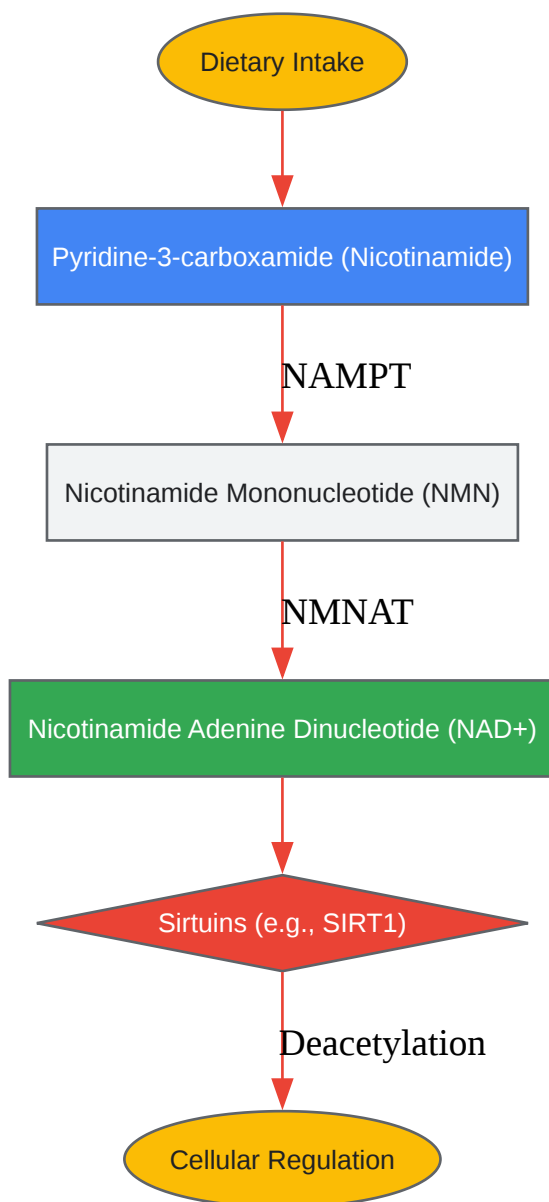 Dietary Intake
Pyridine-3-carboxamide (Nicotinamide)
NAMPT
Nicotinamide Mononucleotide (NMN)
NMNAT
Nicotinamide Adenine Dinucleotide (NAD+)
Sirtuins (e.g., SIRT1)
Deacetylation
Cellular Regulation